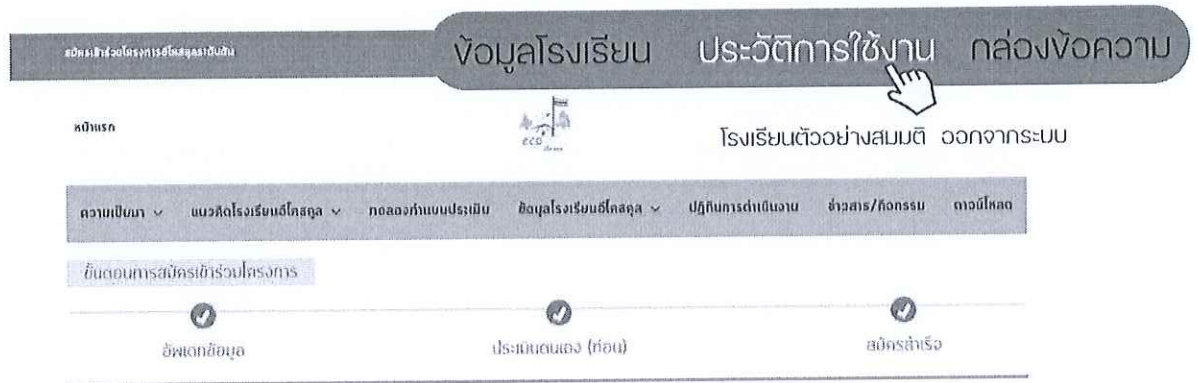 สมัครเข้าร่วมโครงการอีโคสคูลระดับต้น ข้อมูลโรงเรียน ประวัติการใช้งาน กล่องข้อความ
หน้าแรก eco โรงเรียนตัวอย่างสมมติ ออกจากระบบ
ความเป็นมา แนวคิดโรงเรียนอีโคสคูล ทดลองทำแบบประเมิน ข้อมูลโรงเรียนอีโคสคูล ปฏิทินการดำเนินงาน ข่าวสาร/กิจกรรม ดาวน์โหลด
ขั้นตอนการสมัครเข้าร่วมโครงการ
อัพเดทข้อมูล ประเมินตนเอง (ก่อน) สมัครสำเร็จ